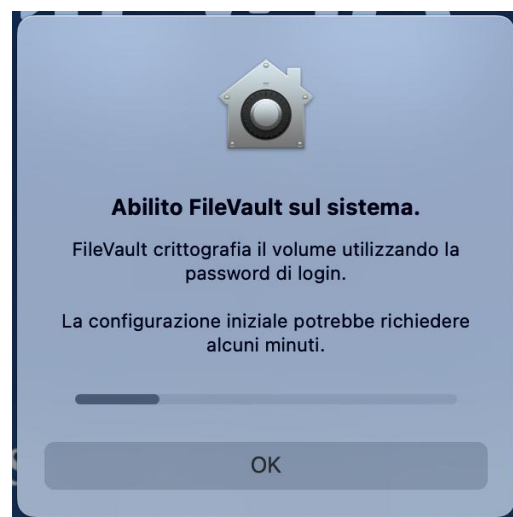 Abilito FileVault sul sistema.
FileVault crittografia il volume utilizzando la
password di login.
La configurazione iniziale potrebbe richiedere
alcuni minuti.
OK